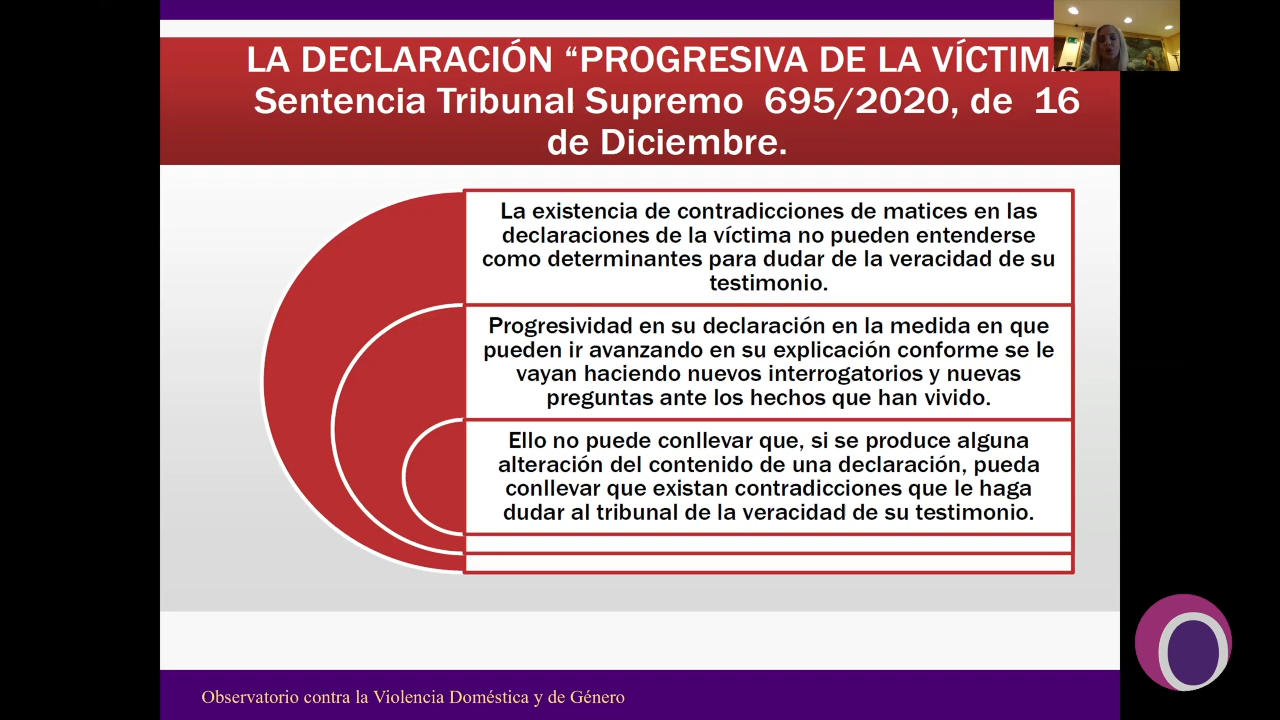 LA DECLARACIÓN “PROGRESIVA DE LA VÍCTIMA
Sentencia Tribunal Supremo 695/2020, de 16
de Diciembre.
La existencia de contradicciones de matices en las
declaraciones de la víctima no pueden entenderse
como determinantes para dudar de la veracidad de su
testimonio.
Progresividad en su declaración en la medida en que
pueden ir avanzando en su explicación conforme se le
vayan haciendo nuevos interrogatorios y nuevas
preguntas ante los hechos que han vivido.
Ello no puede conllevar que, si se produce alguna
alteración del contenido de una declaración, pueda
conllevar que existan contradicciones que le haga
dudar al tribunal de la veracidad de su testimonio.
Observatorio contra la Violencia Doméstica y de Género